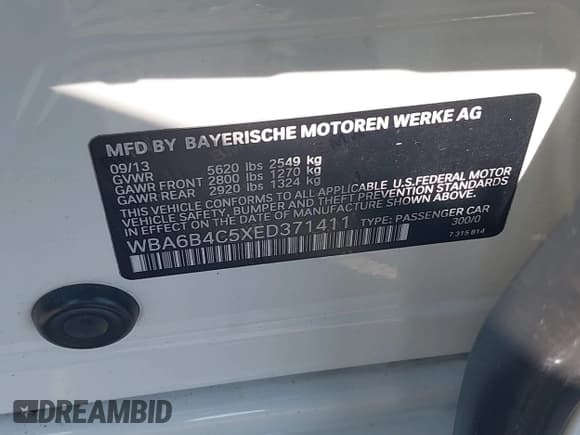 MFD BY BAYERISCHE MOTOREN WERKE AG
09/13
GVWR 5620 lbs 2549 kg
GAWR FRONT 2800 lbs 1270 kg
GAWR REAR 2920 lbs 1324 kg
THIS VEHICLE CONFORMS TO ALL APPLICABLE U.S. FEDERAL MOTOR
VEHICLE SAFETY, BUMPER AND THEFT PREVENTION STANDARDS
IN EFFECT ON THE DATE OF MANUFACTURE SHOWN ABOVE.
WBA6B4C5XED371411 TYPE: PASSENGER CAR
300/0
7 315 814
DREAMBID